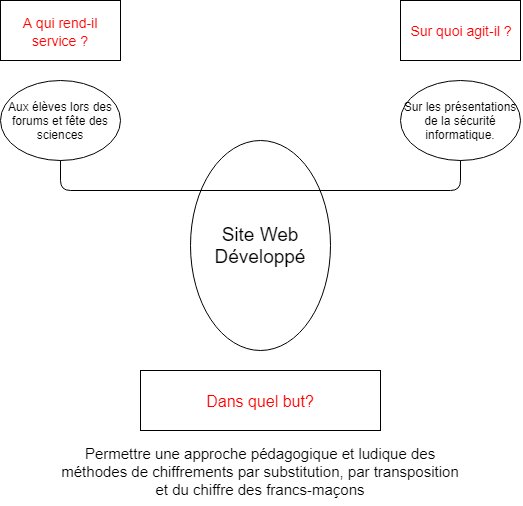 A qui rend-il
service ?
Sur quoi agit-il ?
Aux élèves lors des
forums et fête des
sciences
Sur les présentations
de la sécurité
informatique.
Site Web
Développé
Dans quel but?
Permettre une approche pédagogique et ludique des
méthodes de chiffrements par substitution, par transposition
et du chiffre des francs-maçons